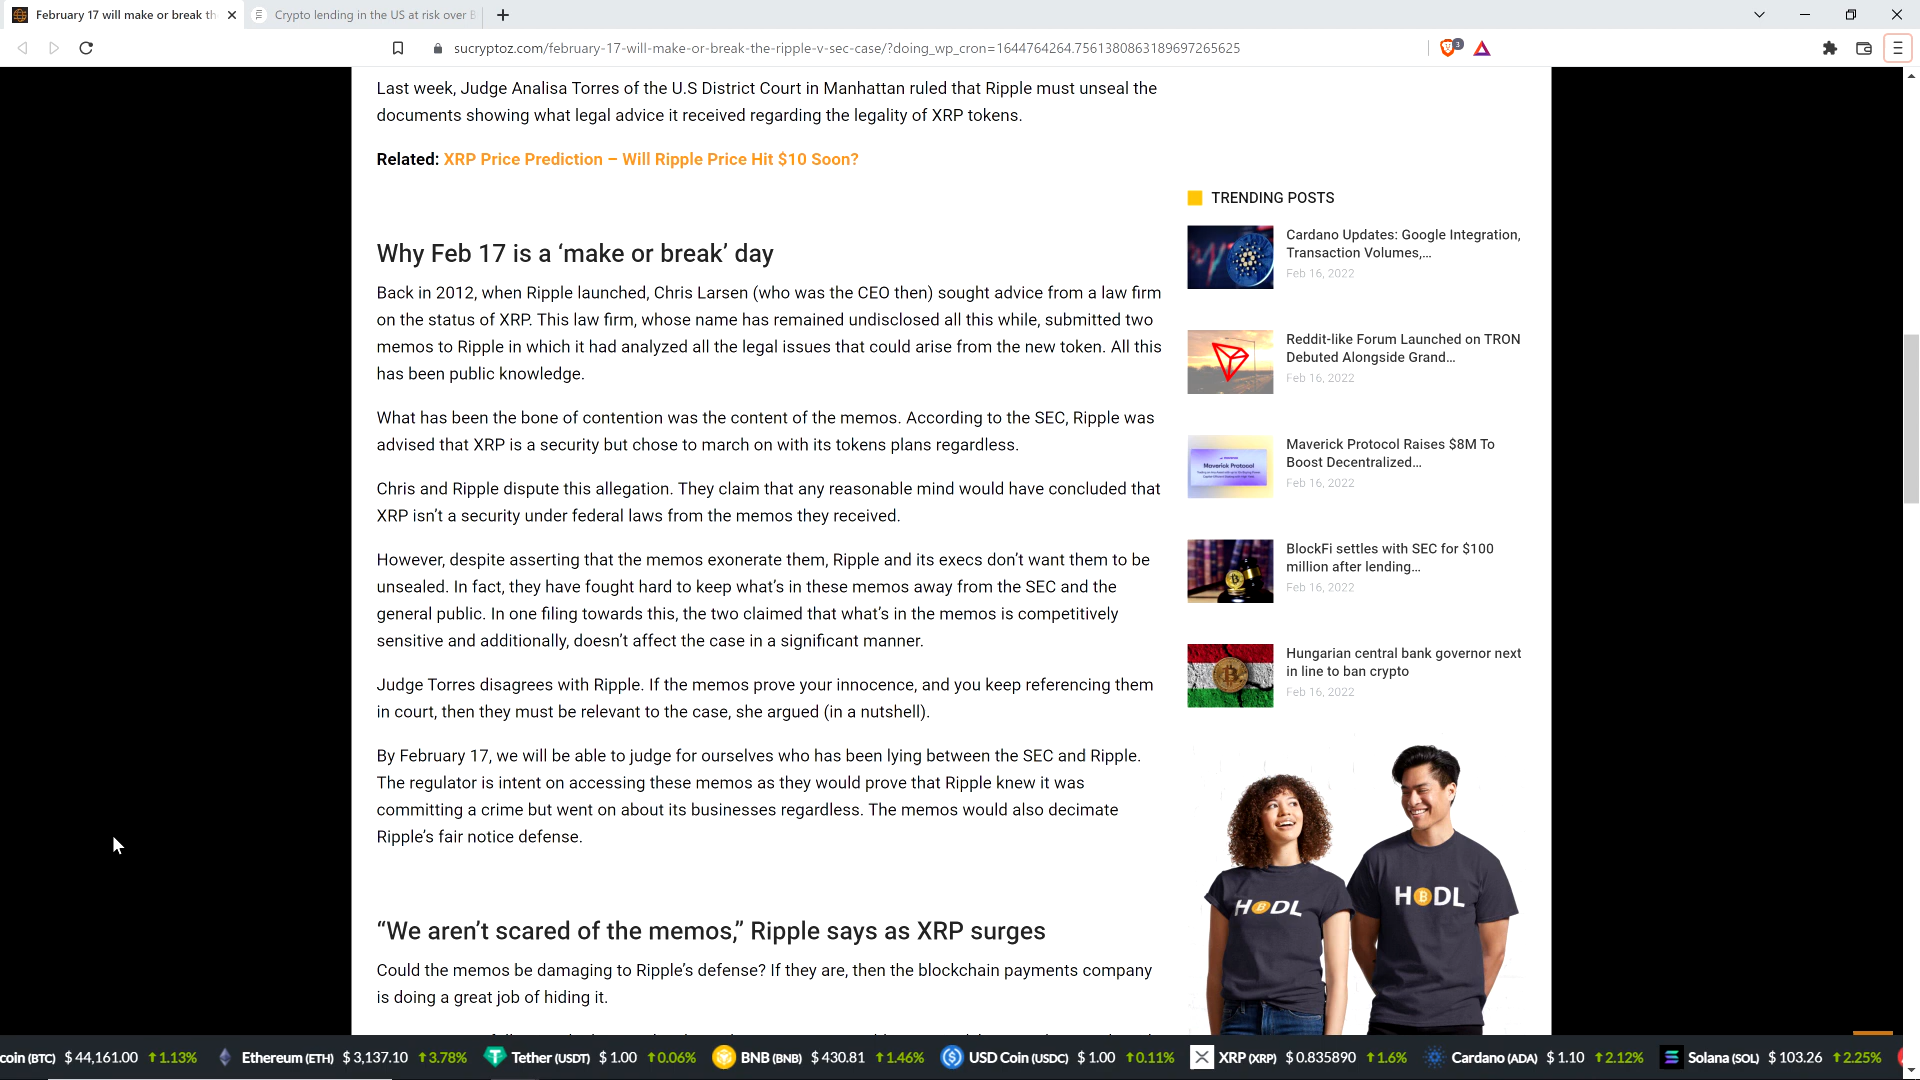 February 17 will make or break th
Crypto lending in the US at risk over B
sucryptoz.com/february-17-will-make-or-break-the-ripple-v-sec-case/?doing_wp_cron=1644764264.7561380863189697265625
3
Last week, Judge Analisa Torres of the U.S District Court in Manhattan ruled that Ripple must unseal the
documents showing what legal advice it received regarding the legality of XRP tokens.
Related: XRP Price Prediction – Will Ripple Price Hit $10 Soon?
Why Feb 17 is a ‘make or break’ day
Back in 2012, when Ripple launched, Chris Larsen (who was the CEO then) sought advice from a law firm
on the status of XRP. This law firm, whose name has remained undisclosed all this while, submitted two
memos to Ripple in which it had analyzed all the legal issues that could arise from the new token. All this
has been public knowledge.
What has been the bone of contention was the content of the memos. According to the SEC, Ripple was
advised that XRP is a security but chose to march on with its tokens plans regardless.
Chris and Ripple dispute this allegation. They claim that any reasonable mind would have concluded that
XRP isn’t a security under federal laws from the memos they received.
However, despite asserting that the memos exonerate them, Ripple and its execs don’t want them to be
unsealed. In fact, they have fought hard to keep what’s in these memos away from the SEC and the
general public. In one filing towards this, the two claimed that what’s in the memos is competitively
sensitive and additionally, doesn’t affect the case in a significant manner.
Judge Torres disagrees with Ripple. If the memos prove your innocence, and you keep referencing them
in court, then they must be relevant to the case, she argued (in a nutshell).
By February 17, we will be able to judge for ourselves who has been lying between the SEC and Ripple.
The regulator is intent on accessing these memos as they would prove that Ripple knew it was
committing a crime but went on about its businesses regardless. The memos would also decimate
Ripple’s fair notice defense.
“We aren’t scared of the memos,” Ripple says as XRP surges
Could the memos be damaging to Ripple’s defense? If they are, then the blockchain payments company
is doing a great job of hiding it.
TRENDING POSTS
Cardano Updates: Google Integration,
Transaction Volumes,...
Feb 16, 2022
Reddit-like Forum Launched on TRON
Debuted Alongside Grand...
Feb 16, 2022
Maverick Protocol
Maverick Protocol Raises $8M To
Boost Decentralized...
Feb 16, 2022
BlockFi settles with SEC for $100
million after lending...
Feb 16, 2022
Hungarian central bank governor next
in line to ban crypto
Feb 16, 2022
HODL
HODL
coin (BTC) $ 44,161.00 ↑1.13% Ethereum (ETH) $ 3,137.10 ↑3.78% Tether (USDT) $ 1.00 ↑0.06% BNB (BNB) $ 430.81 ↑1.46% USD Coin (USDC) $ 1.00 ↑0.11% XRP (XRP) $ 0.835890 ↑1.6% Cardano (ADA) $ 1.10 ↑2.12% Solana (SOL) $ 103.26 ↑2.25%